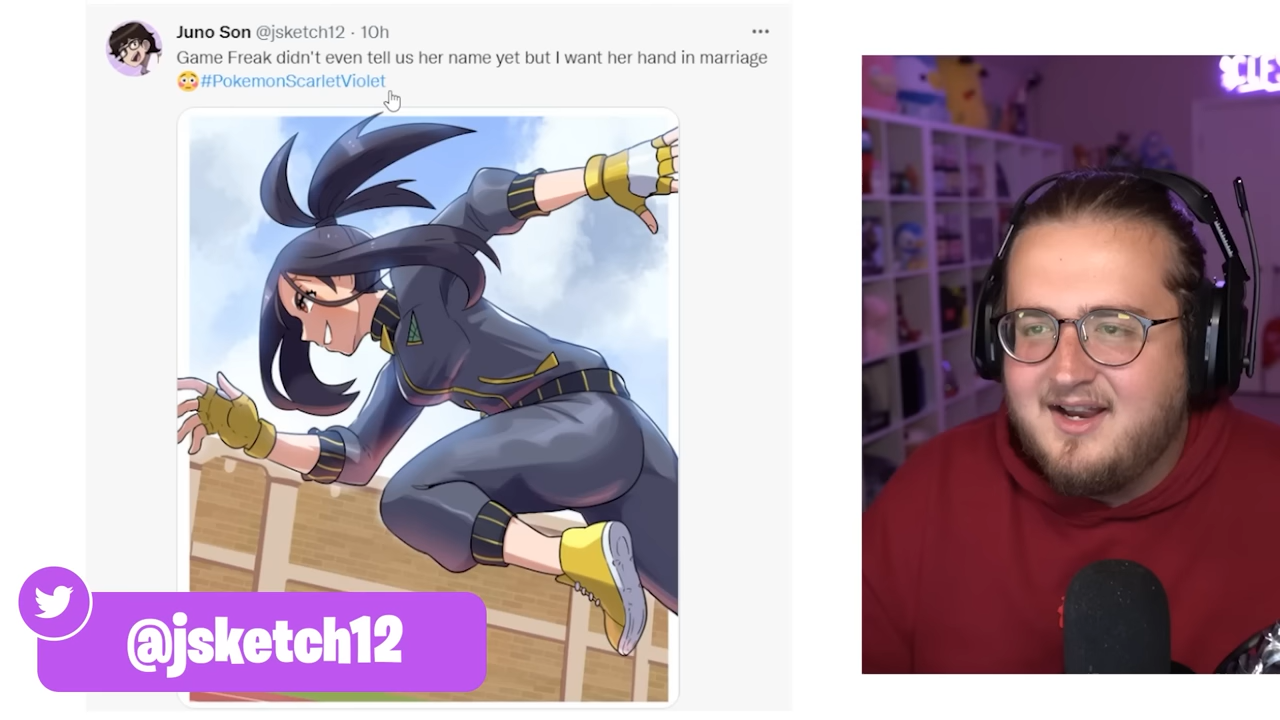 Juno Son @jsketch12 · 10h
Game Freak didn't even tell us her name yet but I want her hand in marriage
😳#PokemonScarletViolet
@jsketch12